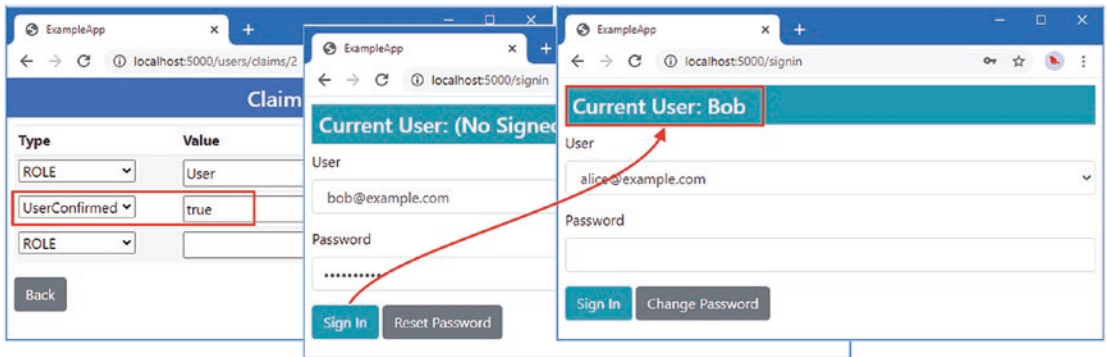 ExampleApp
localhost:5000/users/claims/2
Claim
Type Value
ROLE User
UserConfirmed true
ROLE
Back
ExampleApp
localhost:5000/signin
Current User: (No Signed
User
bob@example.com
Password
Sign In Reset Password
ExampleApp
localhost:5000/signin
Current User: Bob
User
alice@example.com
Password
Sign In Change Password